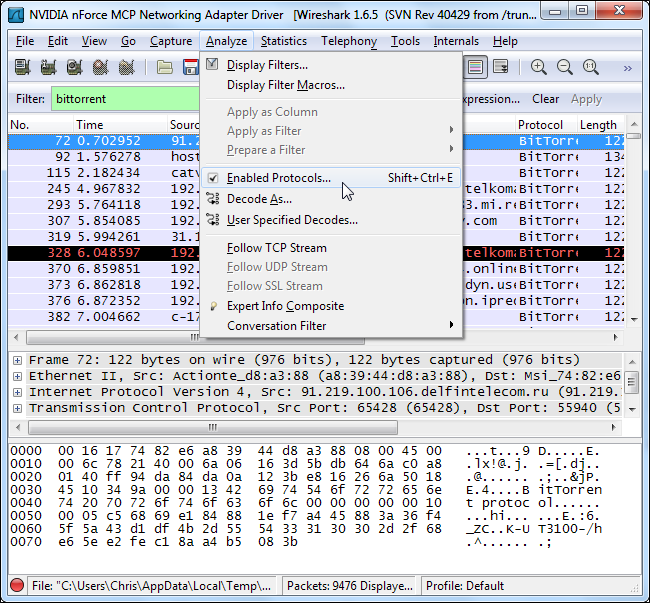 NVIDIA nForce MCP Networking Adapter Driver [Wireshark 1.6.5 (SVN Rev 40429 from /trun...
File Edit View Go Capture Analyze Statistics Telephony Tools Internals Help
Filter: bittorrent xpression... Clear Apply
No. Time Sourc Protocol Length
72 0.702952 91.2 BitTorre 122
92 1.576278 host BitTorre 134
115 2.182434 catv BitTorre 122
245 4.967832 192. telkoma BitTorre 122
293 5.764118 192. 83.mi.re BitTorre 122
307 5.854085 192. y.com BitTorre 122
319 5.994261 31.1 BitTorre 122
328 6.048597 192. telkoma BitTorre 122
370 6.859851 192. .online BitTorre 122
373 6.862818 192. dyn.use BitTorre 122
376 6.872352 192. on.ipred BitTorre 122
382 7.004662 c-17 BitTorre 122
Display Filters...
Display Filter Macros...
Apply as Column
Apply as Filter
Prepare a Filter
Enabled Protocols... Shift+Ctrl+E
Decode As...
User Specified Decodes...
Follow TCP Stream
Follow UDP Stream
Follow SSL Stream
Expert Info Composite
Conversation Filter
Frame 72: 122 bytes on wire (976 bits), 122 bytes captured (976 bits)
Ethernet II, Src: Actionte_d8:a3:88 (a8:39:44:d8:a3:88), Dst: Msi_74:82:e6
Internet Protocol Version 4, Src: 91.219.100.106.delfintelecom.ru (91.219.
Transmission Control Protocol, Src Port: 65428 (65428), Dst Port: 55940 (5
0000 00 16 17 74 82 e6 a8 39 44 d8 a3 88 08 00 45 00 ...t...9 D.....E.
0010 00 6c 78 21 40 00 6a 06 16 3d 5b db 64 6a c0 a8 .lx!@.j. .=[.dj..
0020 01 40 ff 94 da 84 da 0a 12 3b e8 16 26 6a 50 18 .@...... .;..&jP.
0030 45 10 34 9a 00 00 13 42 69 74 54 6f 72 72 65 6e E.4....B itTorren
0040 74 20 70 72 6f 74 6f 63 6f 6c 00 00 00 00 00 10 t protoc ol......
0050 00 05 c5 68 69 e1 84 88 1e f7 a4 45 88 3a 36 f4 ...hi... ...E.:6.
0060 5f 5a 43 d1 df 4b 2d 55 54 33 31 30 30 2d 2f 68 _ZC..K-U T3100-/h
0070 e6 5e e2 fe c1 8a a4 b5 08 3b .^...... .;
File: "C:\Users\Chris\AppData\Local\Temp\... Packets: 9476 Displaye... Profile: Default